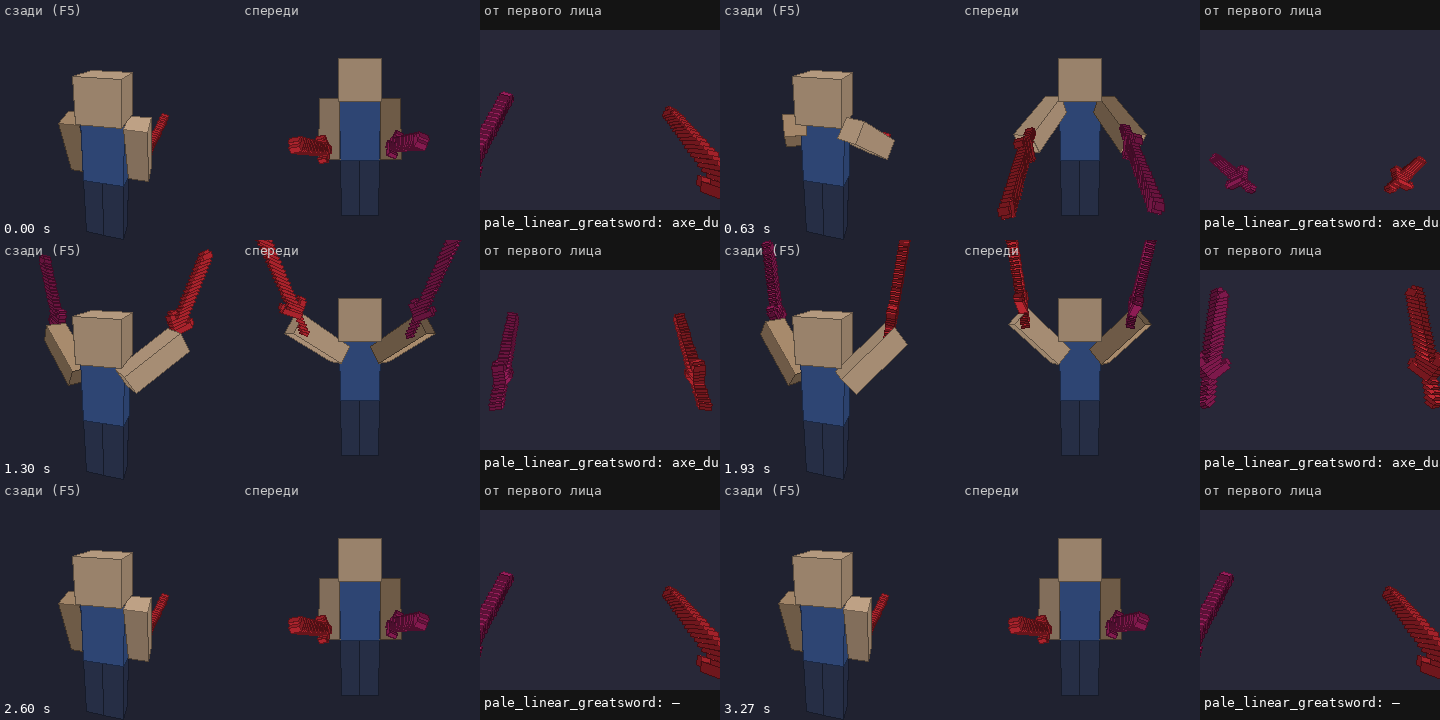 сзади (F5) спереди от первого лица
pale_linear_greatsword: axe_du
0.00 s
сзади (F5) спереди от первого лица
pale_linear_greatsword: axe_du
0.63 s
сзади (F5) спереди от первого лица
pale_linear_greatsword: axe_du
1.30 s
сзади (F5) спереди от первого лица
pale_linear_greatsword: axe_du
1.93 s
сзади (F5) спереди от первого лица
pale_linear_greatsword: —
2.60 s
сзади (F5) спереди от первого лица
pale_linear_greatsword: —
3.27 s